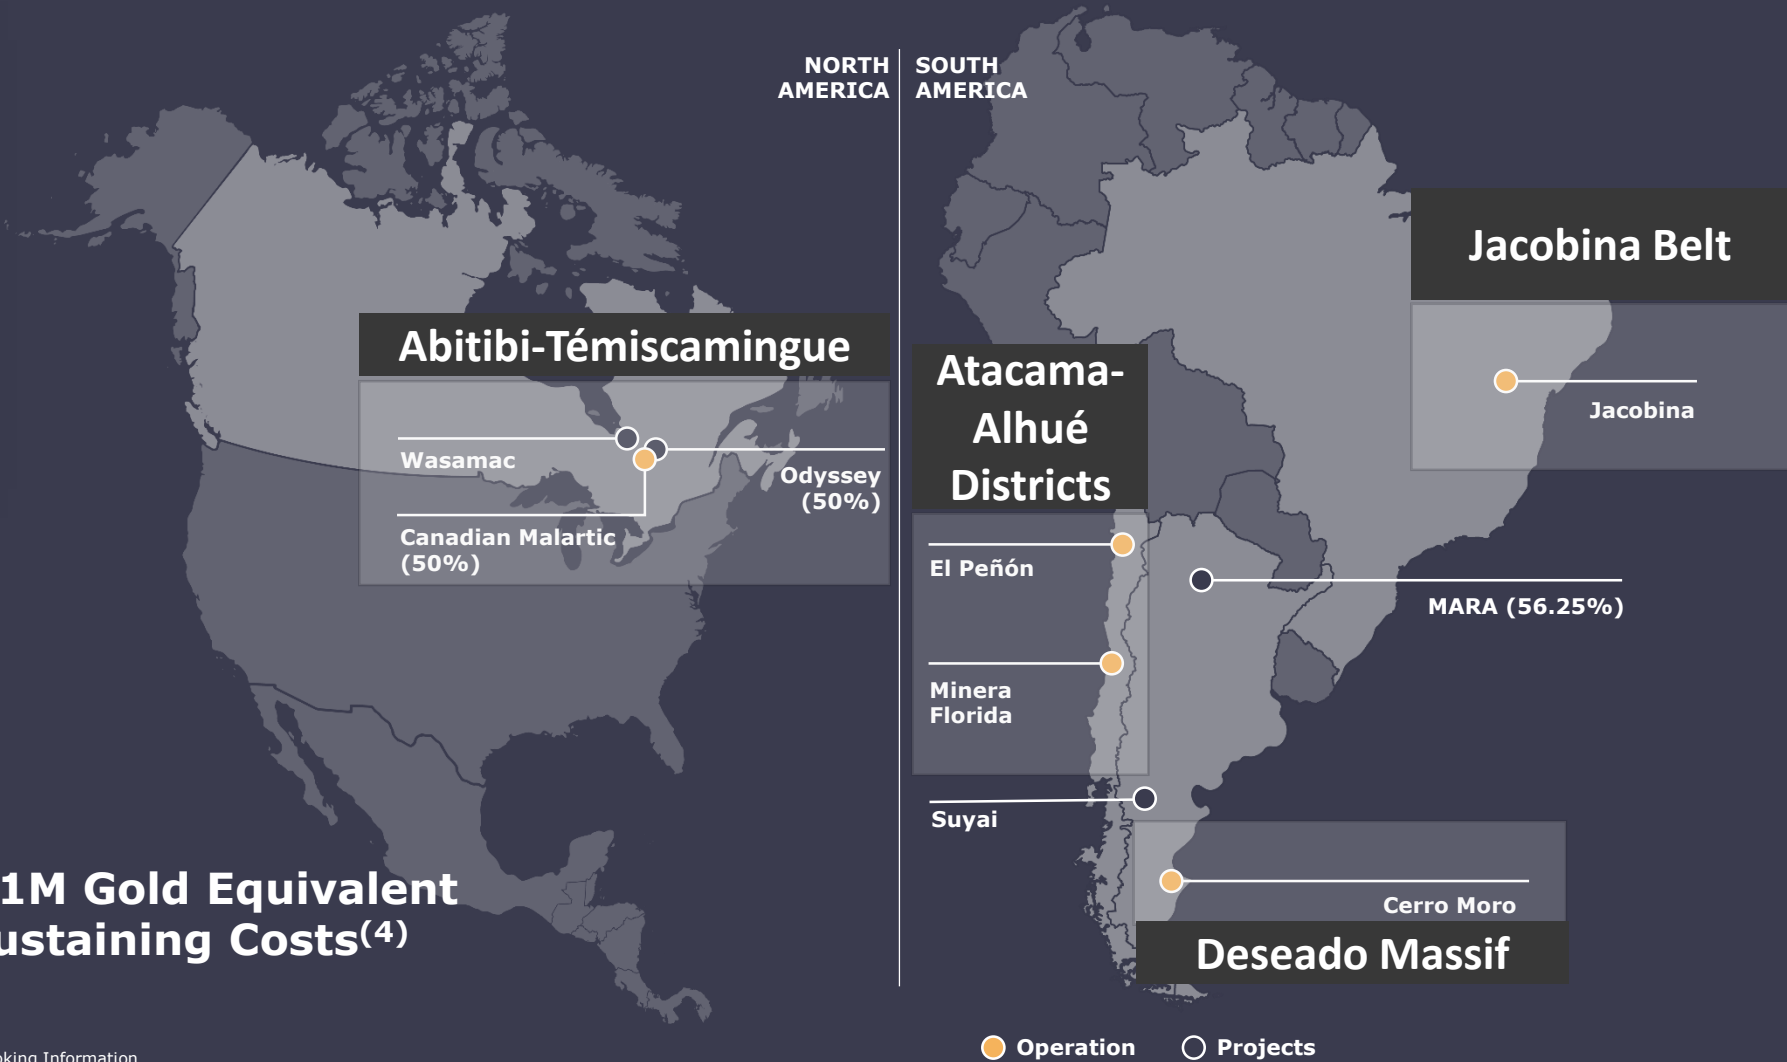 NORTH
AMERICA
SOUTH
AMERICA
Abitibi-Témiscamingue
Wasamac
Odyssey
(50%)
Canadian Malartic
(50%)
Jacobina Belt
Jacobina
Atacama-
Alhué
Districts
El Peñón
MARA (56.25%)
Minera
Florida
Suyai
Cerro Moro
Deseado Massif
1M Gold Equivalent
ustaining Costs(4)
Operation
Projects
oking Information